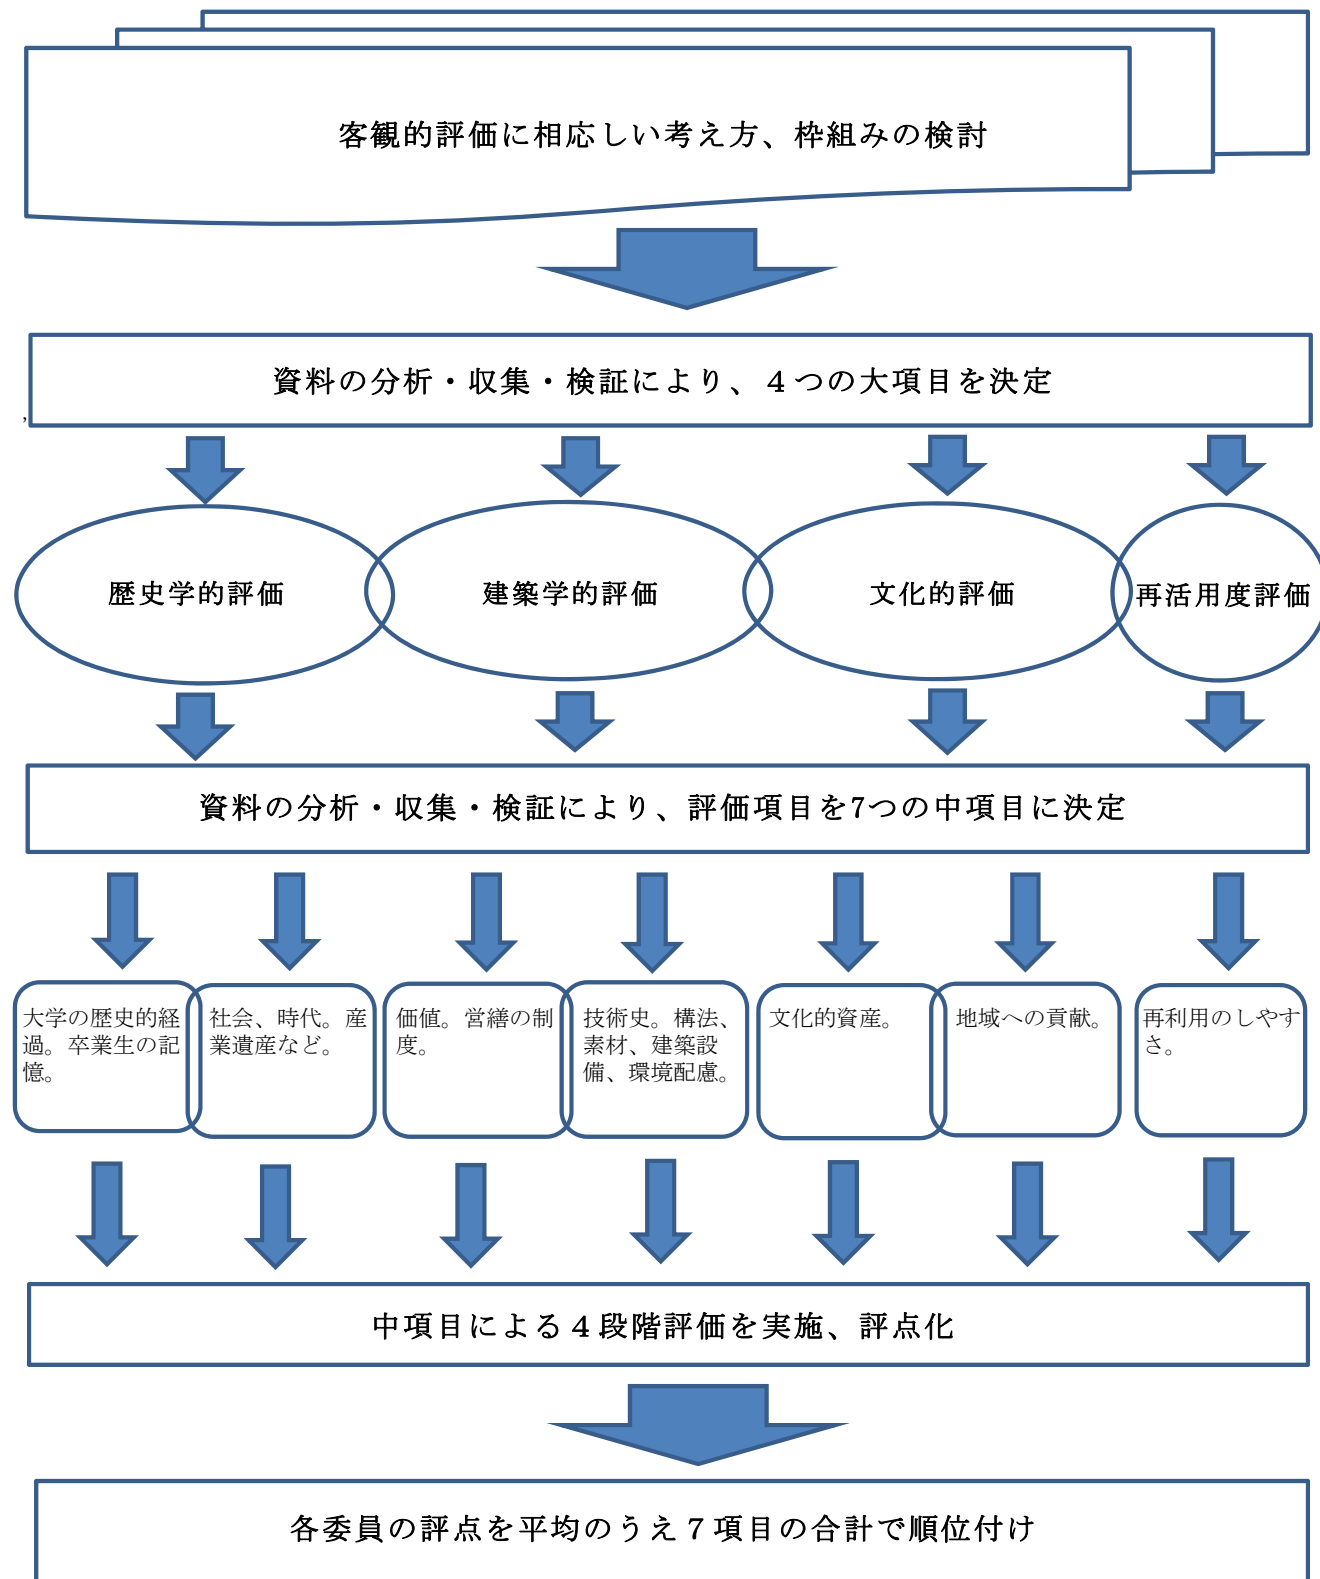 客観的評価に相応しい考え方、枠組みの検討
資料の分析・収集・検証により、４つの大項目を決定
,
歴史学的評価
建築学的評価
文化的評価
再活用度評価
資料の分析・収集・検証により、評価項目を7つの中項目に決定
大学の歴史的経
過。卒業生の記
憶。
社会、時代。産
業遺産など。
価値。営繕の制
度。
技術史。構法、
素材、建築設
備、環境配慮。
文化的資産。
地域への貢献。
再利用のしやす
さ。
中項目による４段階評価を実施、評点化
各委員の評点を平均のうえ７項目の合計で順位付け